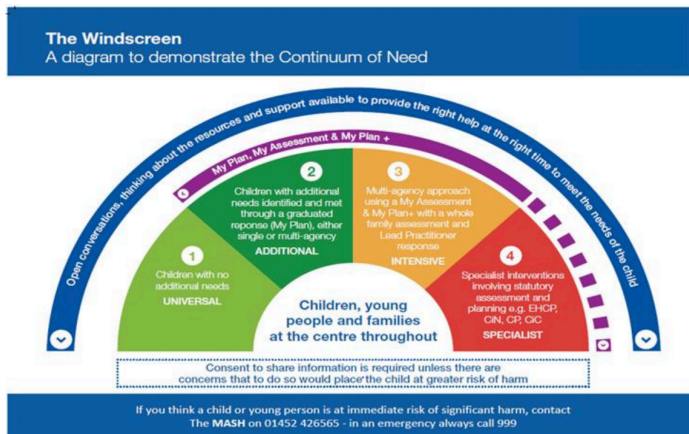 The Windscreen
A diagram to demonstrate the Continuum of Need
Open conversations, thinking about the resources and support available to provide the right help at the right time to meet the needs of the child
My Plan, My Assessment & My Plan +
1
Children with no
additional needs
UNIVERSAL
2
Children with additional
needs identified and met
through a graduated
reponse (My Plan), either
single or multi-agency
ADDITIONAL
3
Multi-agency approach
using a My Assessment
& My Plan+ with a whole
family assessment and
Lead Practitioner
response
INTENSIVE
4
Specialist interventions
involving statutory
assessment and
planning e.g. EHCP,
CiN, CP, CiC
SPECIALIST
Children, young
people and families
at the centre throughout
Consent to share information is required unless there are
concerns that to do so would place the child at greater risk of harm
If you think a child or young person is at immediate risk of significant harm, contact
The MASH on 01452 426565 - in an emergency always call 999